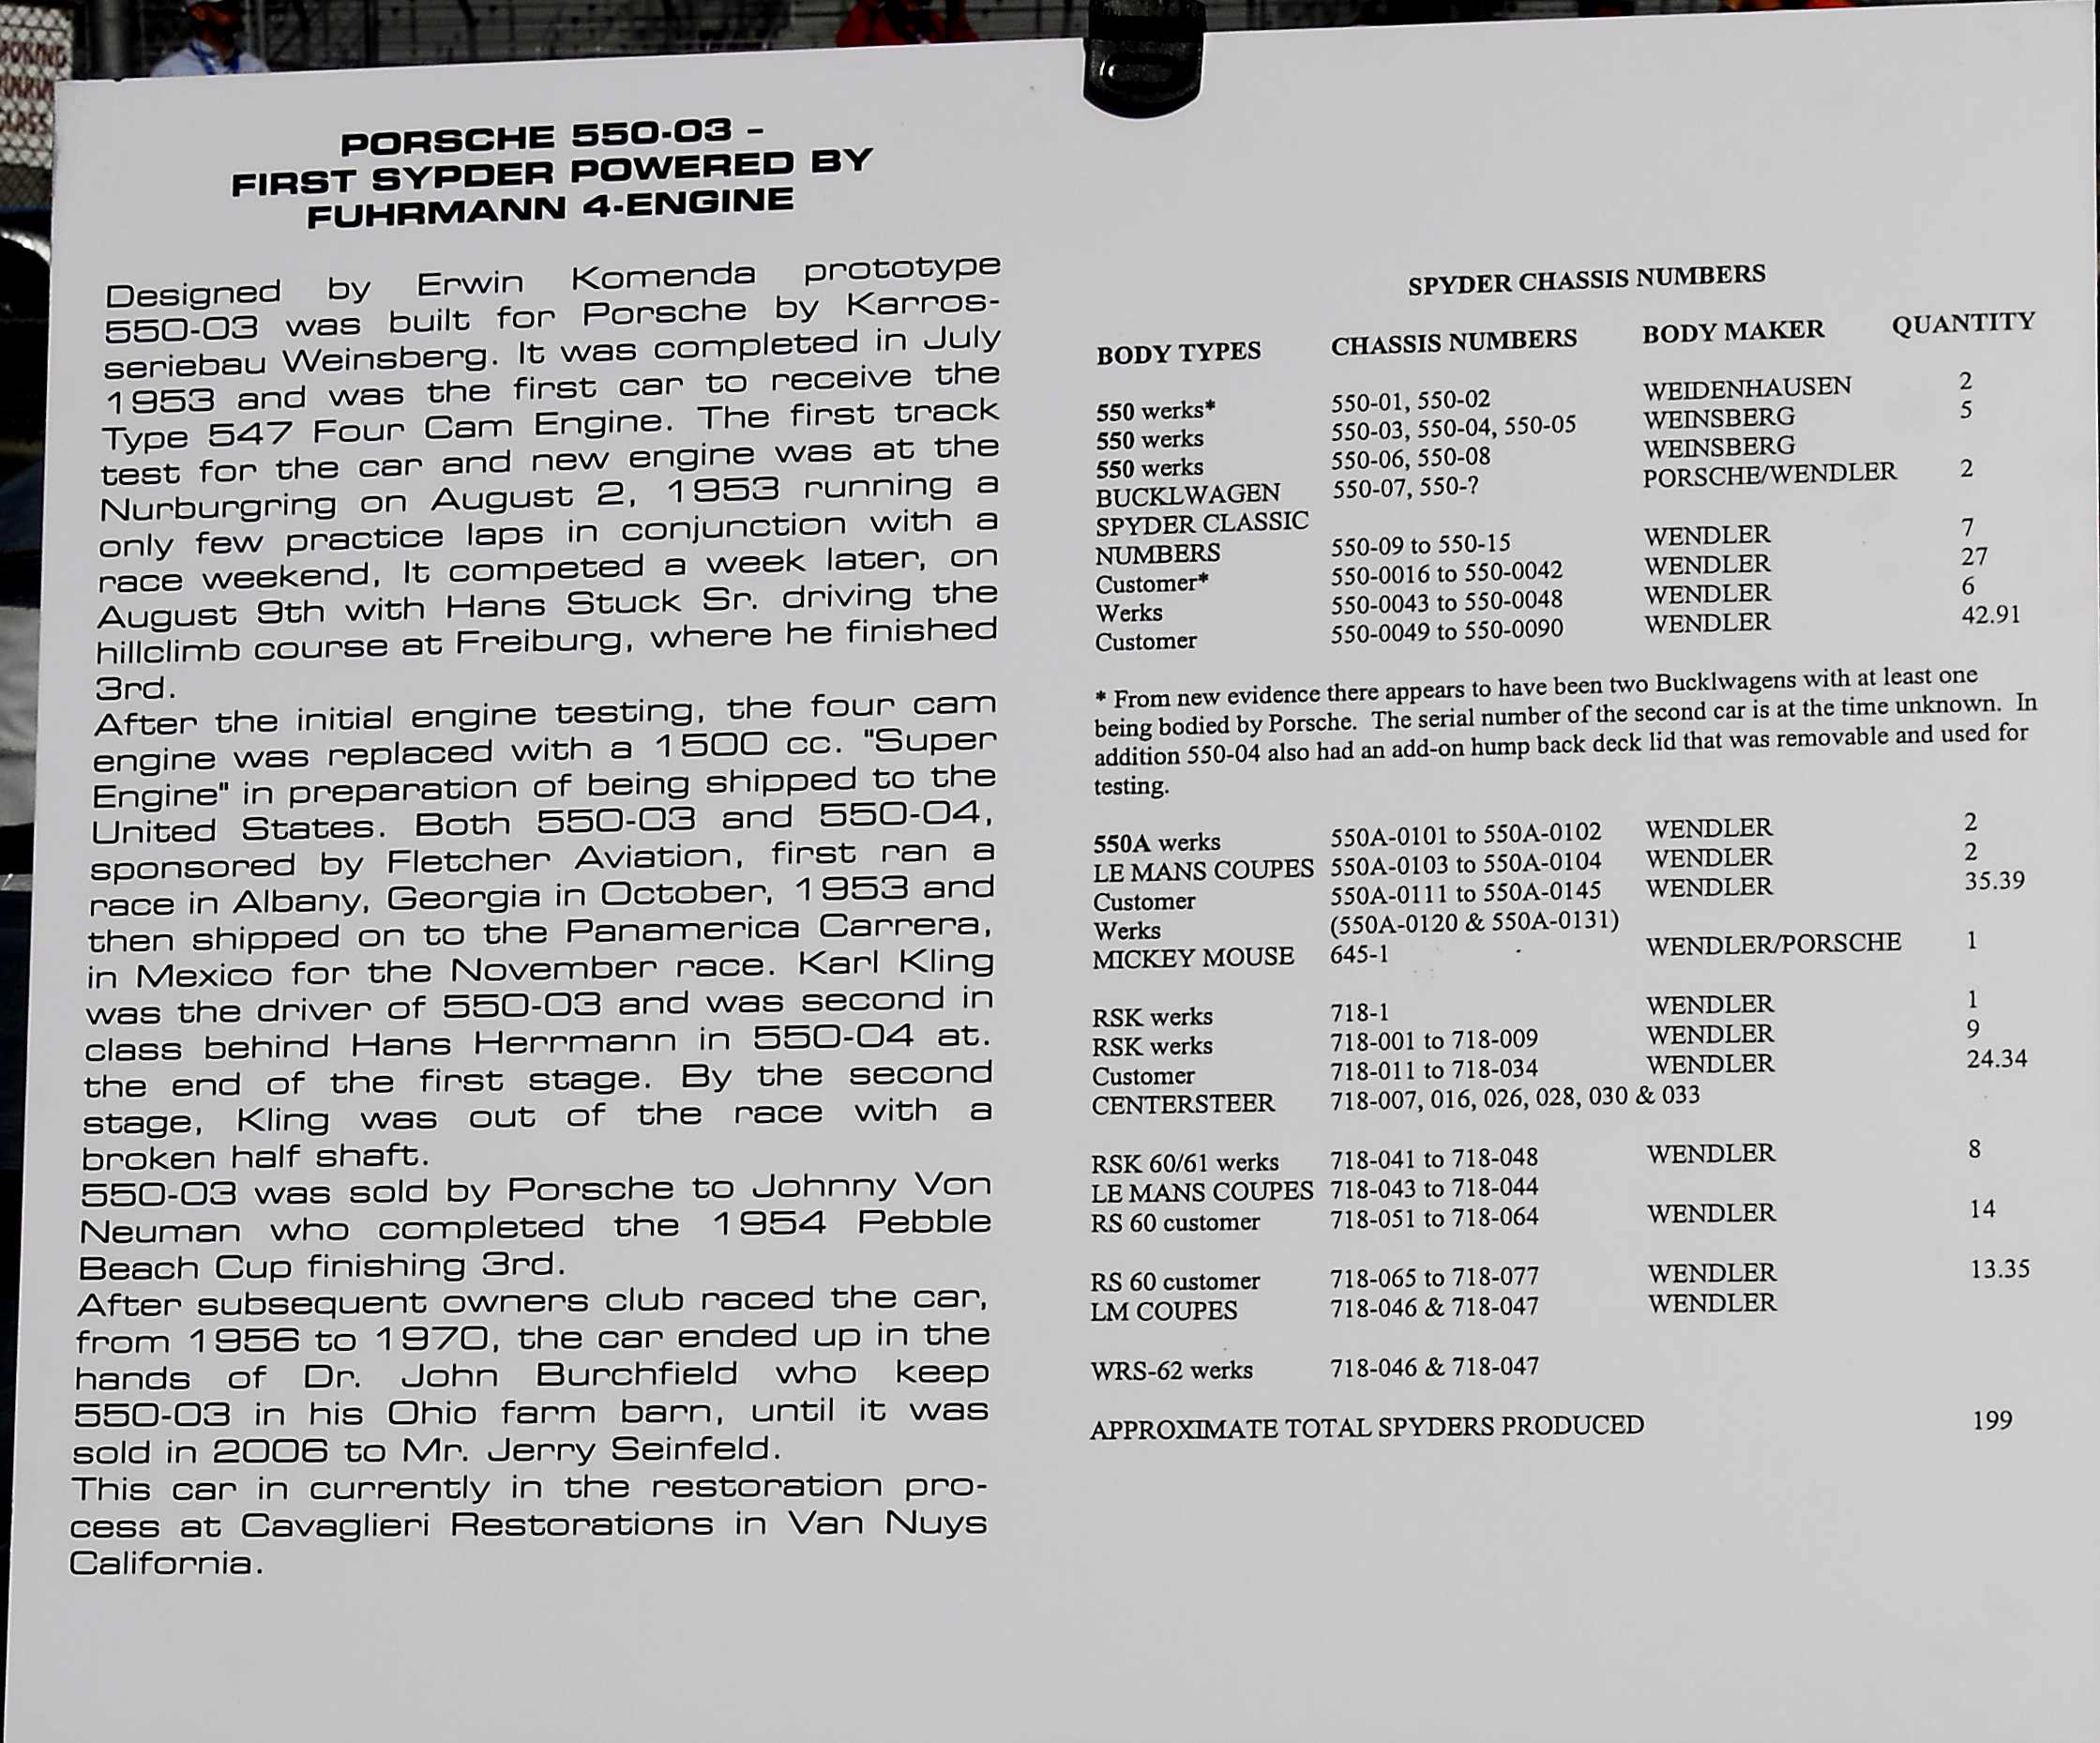 PORSCHE 550-03 -
FIRST SYPDER POWERED BY
FUHRMANN 4-ENGINE
Designed by Erwin Komenda prototype
550-03 was built for Porsche by Karros-
seriebau Weinsberg. It was completed in July
1953 and was the first car to receive the
Type 547 Four Cam Engine. The first track
test for the car and new engine was at the
Nurburgring on August 2, 1953 running a
only few practice laps in conjunction with a
race weekend, It competed a week later, on
August 9th with Hans Stuck Sr. driving the
hillclimb course at Freiburg, where he finished
3rd.
After the initial engine testing, the four cam
engine was replaced with a 1500 cc. "Super
Engine" in preparation of being shipped to the
United States. Both 550-03 and 550-04,
sponsored by Fletcher Aviation, first ran a
race in Albany, Georgia in October, 1953 and
then shipped on to the Panamerica Carrera,
in Mexico for the November race. Karl Kling
was the driver of 550-03 and was second in
class behind Hans Herrmann in 550-04 at.
the end of the first stage. By the second
stage, Kling was out of the race with a
broken half shaft.
550-03 was sold by Porsche to Johnny Von
Neuman who completed the 1954 Pebble
Beach Cup finishing 3rd.
After subsequent owners club raced the car,
from 1956 to 1970, the car ended up in the
hands of Dr. John Burchfield who keep
550-03 in his Ohio farm barn, until it was
sold in 2006 to Mr. Jerry Seinfeld.
This car in currently in the restoration pro-
cess at Cavaglieri Restorations in Van Nuys
California.
SPYDER CHASSIS NUMBERS
BODY TYPES CHASSIS NUMBERS BODY MAKER QUANTITY
550 werks* 550-01, 550-02 WEIDENHAUSEN 2
550 werks 550-03, 550-04, 550-05 WEINSBERG 5
550 werks 550-06, 550-08 WEINSBERG
BUCKLWAGEN 550-07, 550-? PORSCHE/WENDLER 2
SPYDER CLASSIC
NUMBERS 550-09 to 550-15 WENDLER 7
Customer* 550-0016 to 550-0042 WENDLER 27
Werks 550-0043 to 550-0048 WENDLER 6
Customer 550-0049 to 550-0090 WENDLER 42.91
* From new evidence there appears to have been two Bucklwagens with at least one
being bodied by Porsche. The serial number of the second car is at the time unknown. In
addition 550-04 also had an add-on hump back deck lid that was removable and used for
testing.
550A werks 550A-0101 to 550A-0102 WENDLER 2
LE MANS COUPES 550A-0103 to 550A-0104 WENDLER 2
Customer 550A-0111 to 550A-0145 WENDLER 35.39
Werks (550A-0120 & 550A-0131)
MICKEY MOUSE 645-1 WENDLER/PORSCHE 1
RSK werks 718-1 WENDLER 1
RSK werks 718-001 to 718-009 WENDLER 9
Customer 718-011 to 718-034 WENDLER 24.34
CENTERSTEER 718-007, 016, 026, 028, 030 & 033
RSK 60/61 werks 718-041 to 718-048 WENDLER 8
LE MANS COUPES 718-043 to 718-044
RS 60 customer 718-051 to 718-064 WENDLER 14
RS 60 customer 718-065 to 718-077 WENDLER 13.35
LM COUPES 718-046 & 718-047 WENDLER
WRS-62 werks 718-046 & 718-047
APPROXIMATE TOTAL SPYDERS PRODUCED 199